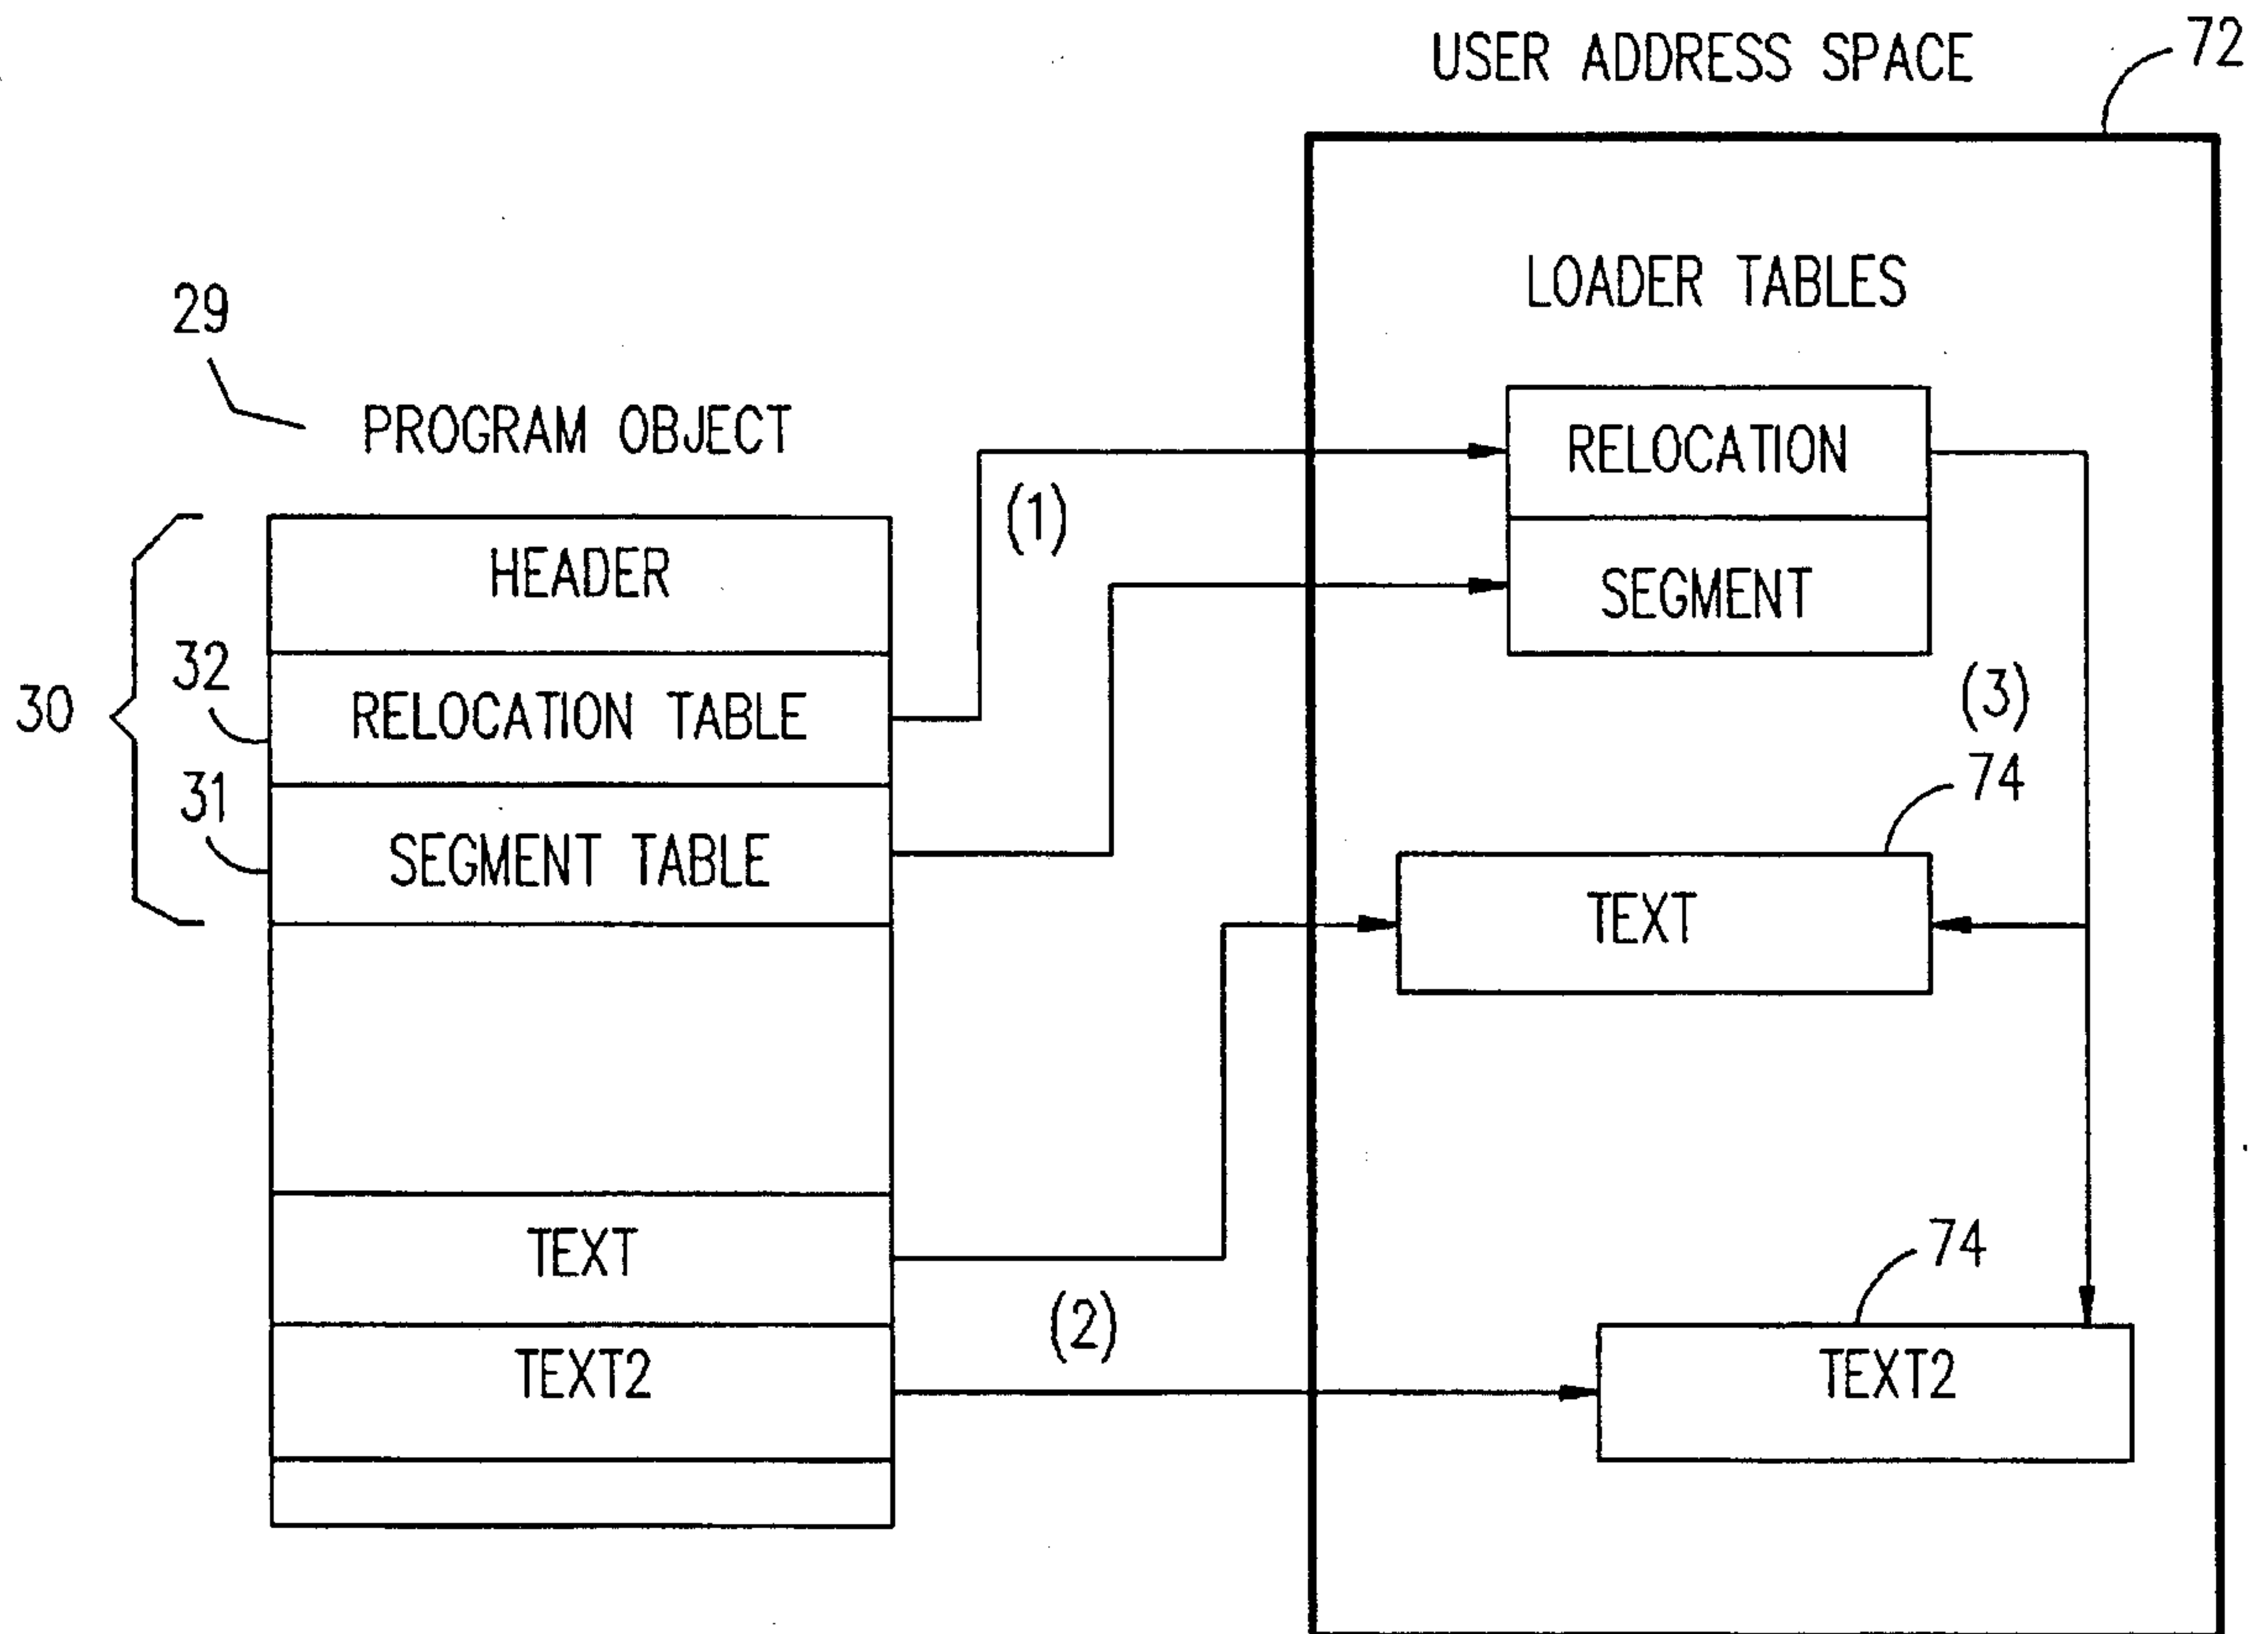 USER ADDRESS SPACE
72
LOADER TABLES
29
PROGRAM OBJECT
RELOCATION
(1)
HEADER
SEGMENT
32
30
RELOCATION TABLE
(3)
31
74
SEGMENT TABLE
TEXT
TEXT
74
(2)
TEXT2
TEXT2